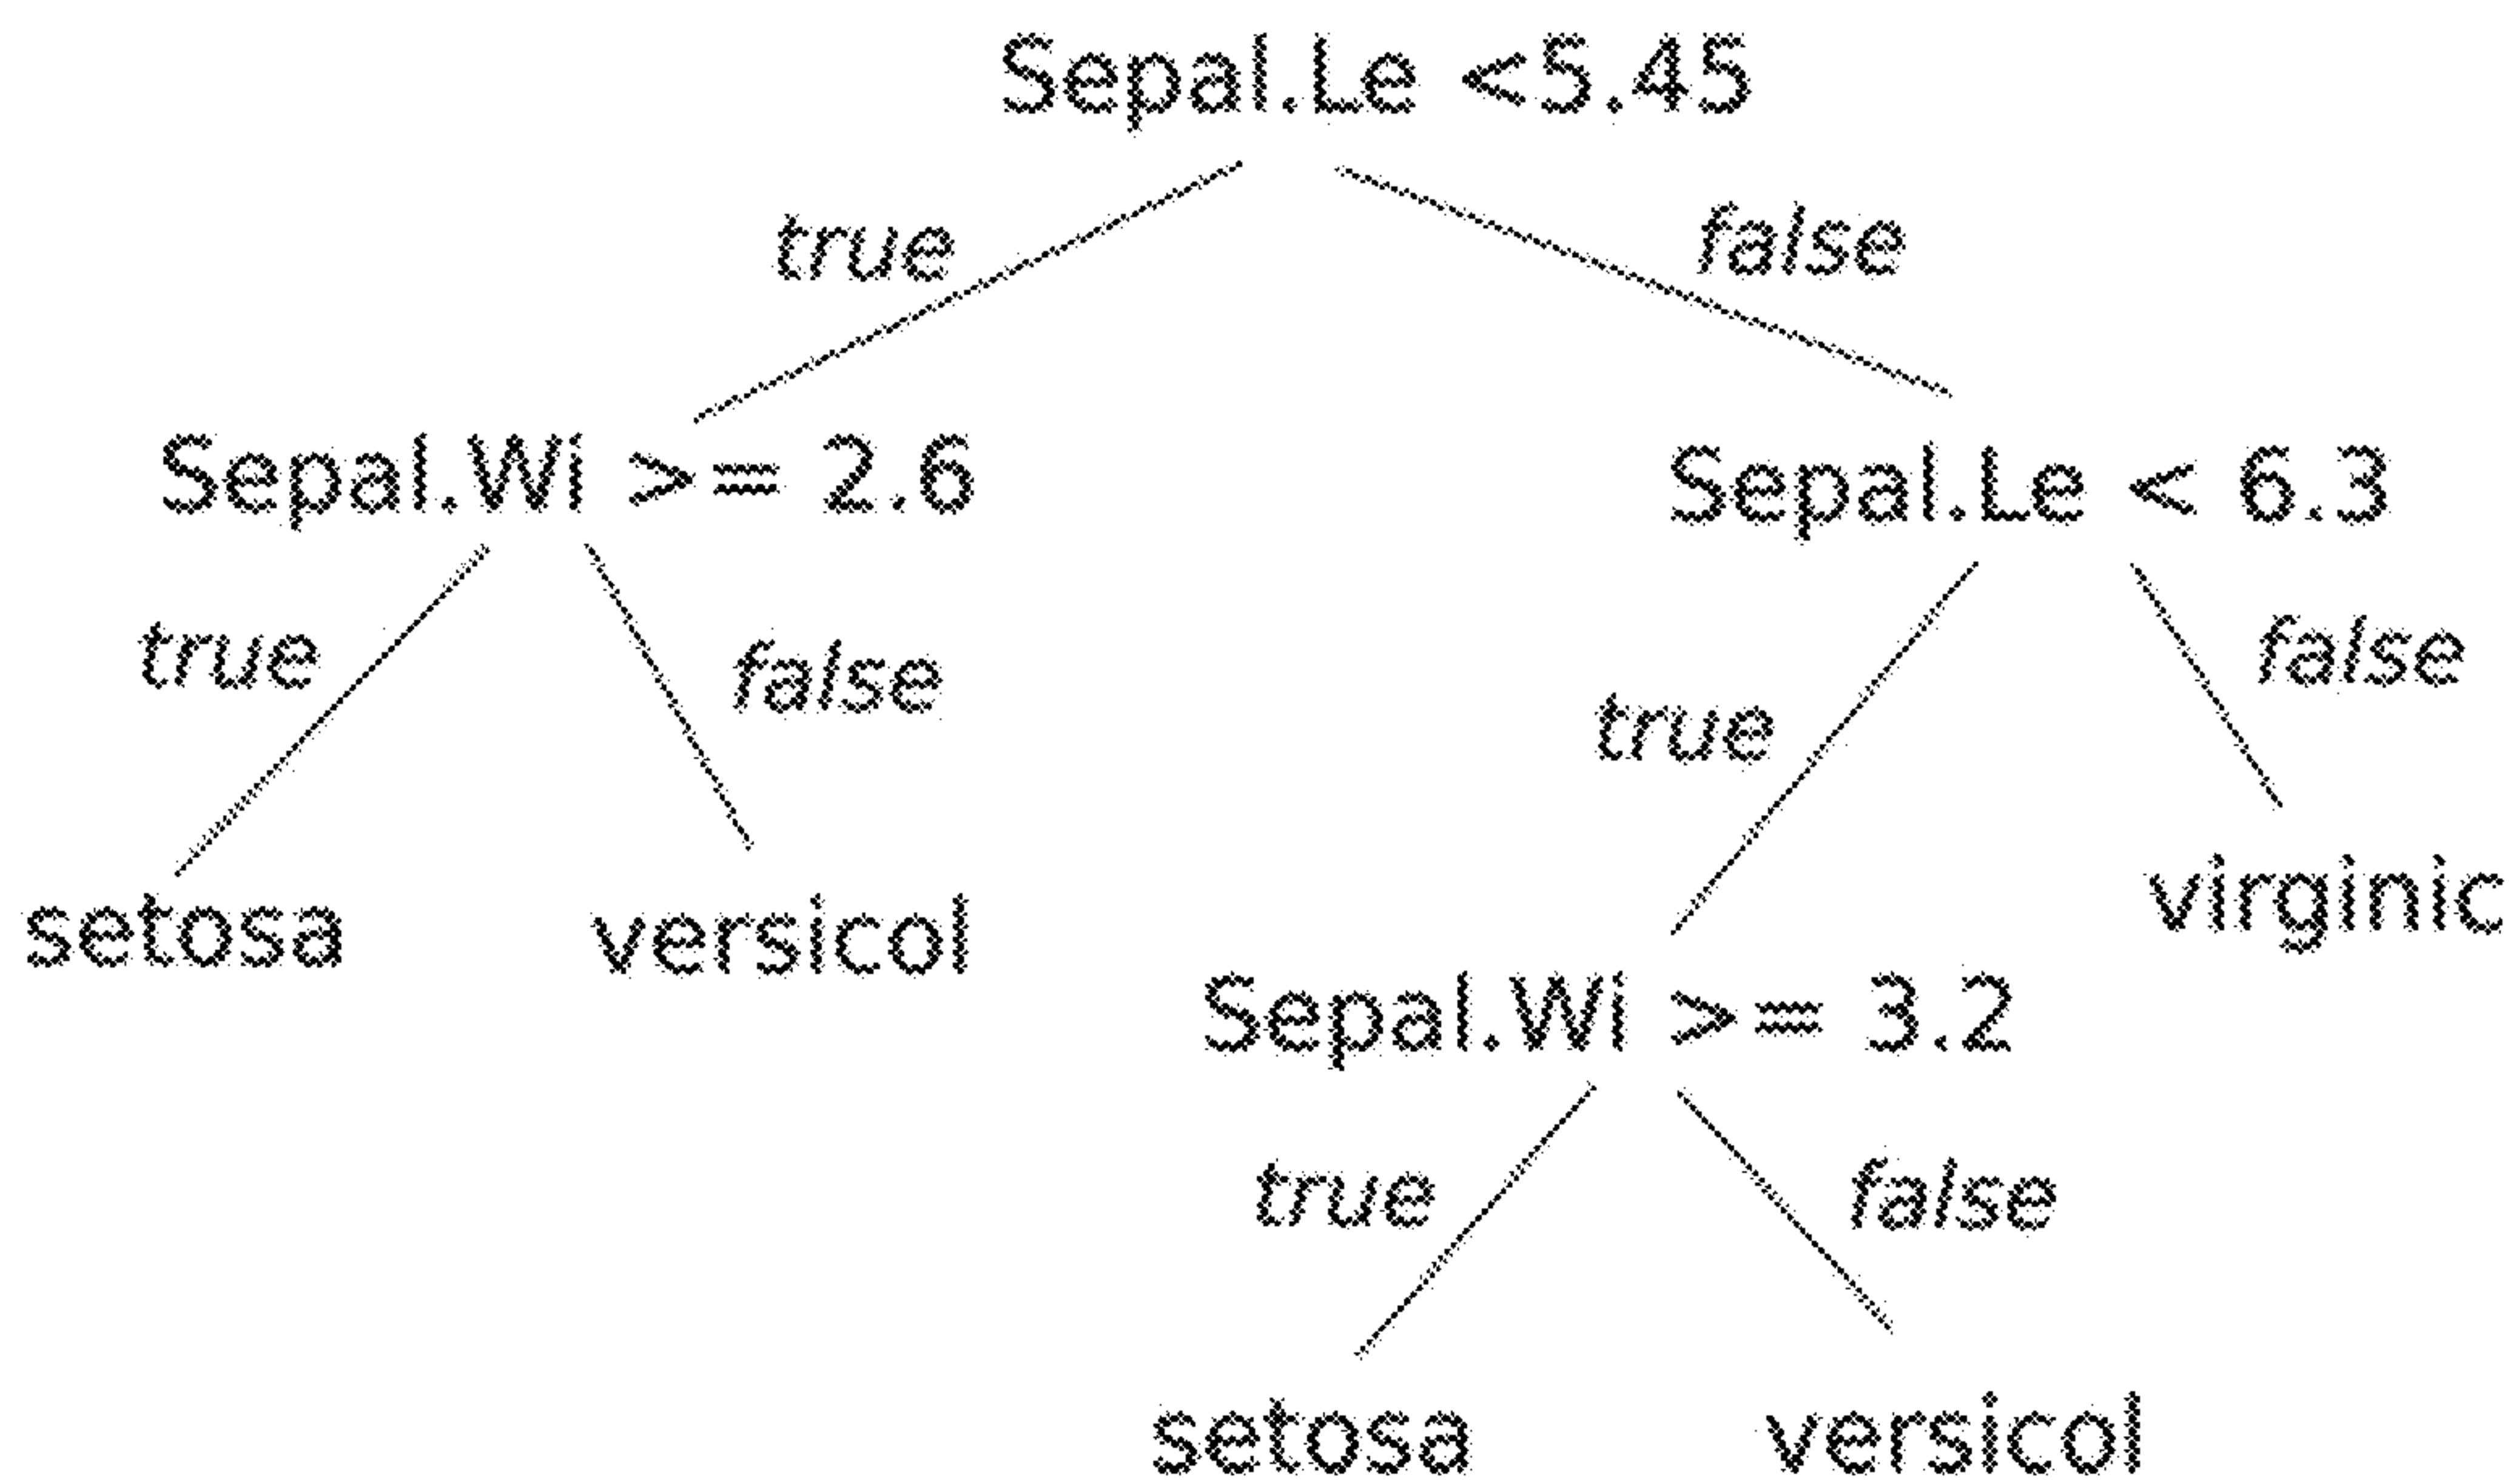 Sepal.Le <5.45
true
false
Sepal.Wi >= 2.6
Sepal.Le < 6.3
true
false
true
false
setosa
versicol
virginic
Sepal.Wi >= 3.2
true
false
setosa
versicol